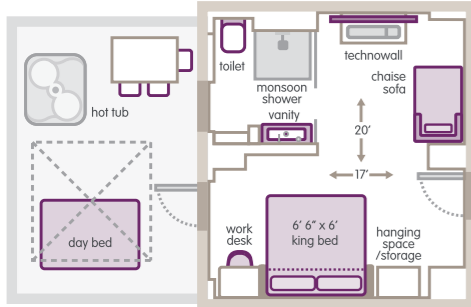 toilet
technowall
monsoon
shower
chaise
sofa
hot tub
vanity
20′
17′
day bed
work
desk
6′ 6″ x 6′
king bed
hanging
space
/storage